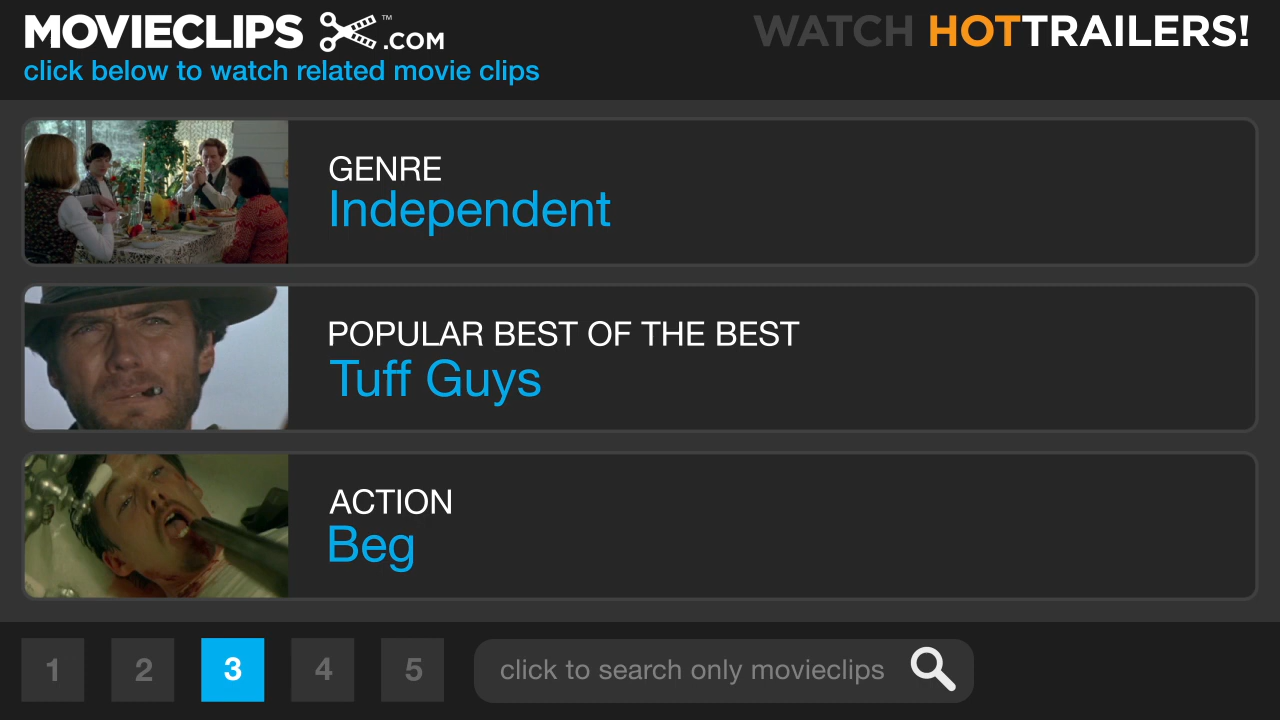 MOVIECLIPS ™ .COM
WATCH HOTTRAILERS!
click below to watch related movie clips
GENRE
Independent
POPULAR BEST OF THE BEST
Tuff Guys
ACTION
Beg
1 2 3 4 5 click to search only movieclips